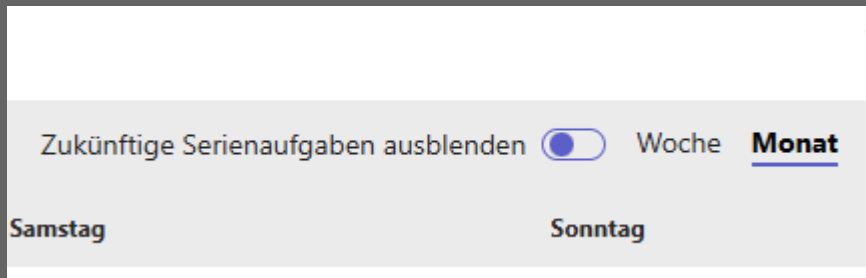 Zukünftige Serienaufgaben ausblenden Woche Monat
Samstag Sonntag